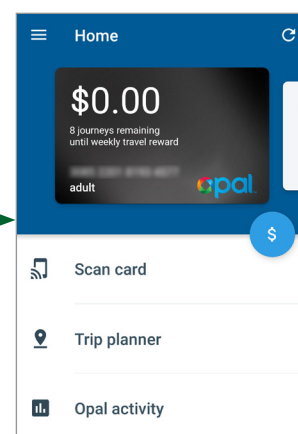 Home
$0.00
8 journeys remaining
until weekly travel reward
adult
opal
$
Scan card
Trip planner
Opal activity